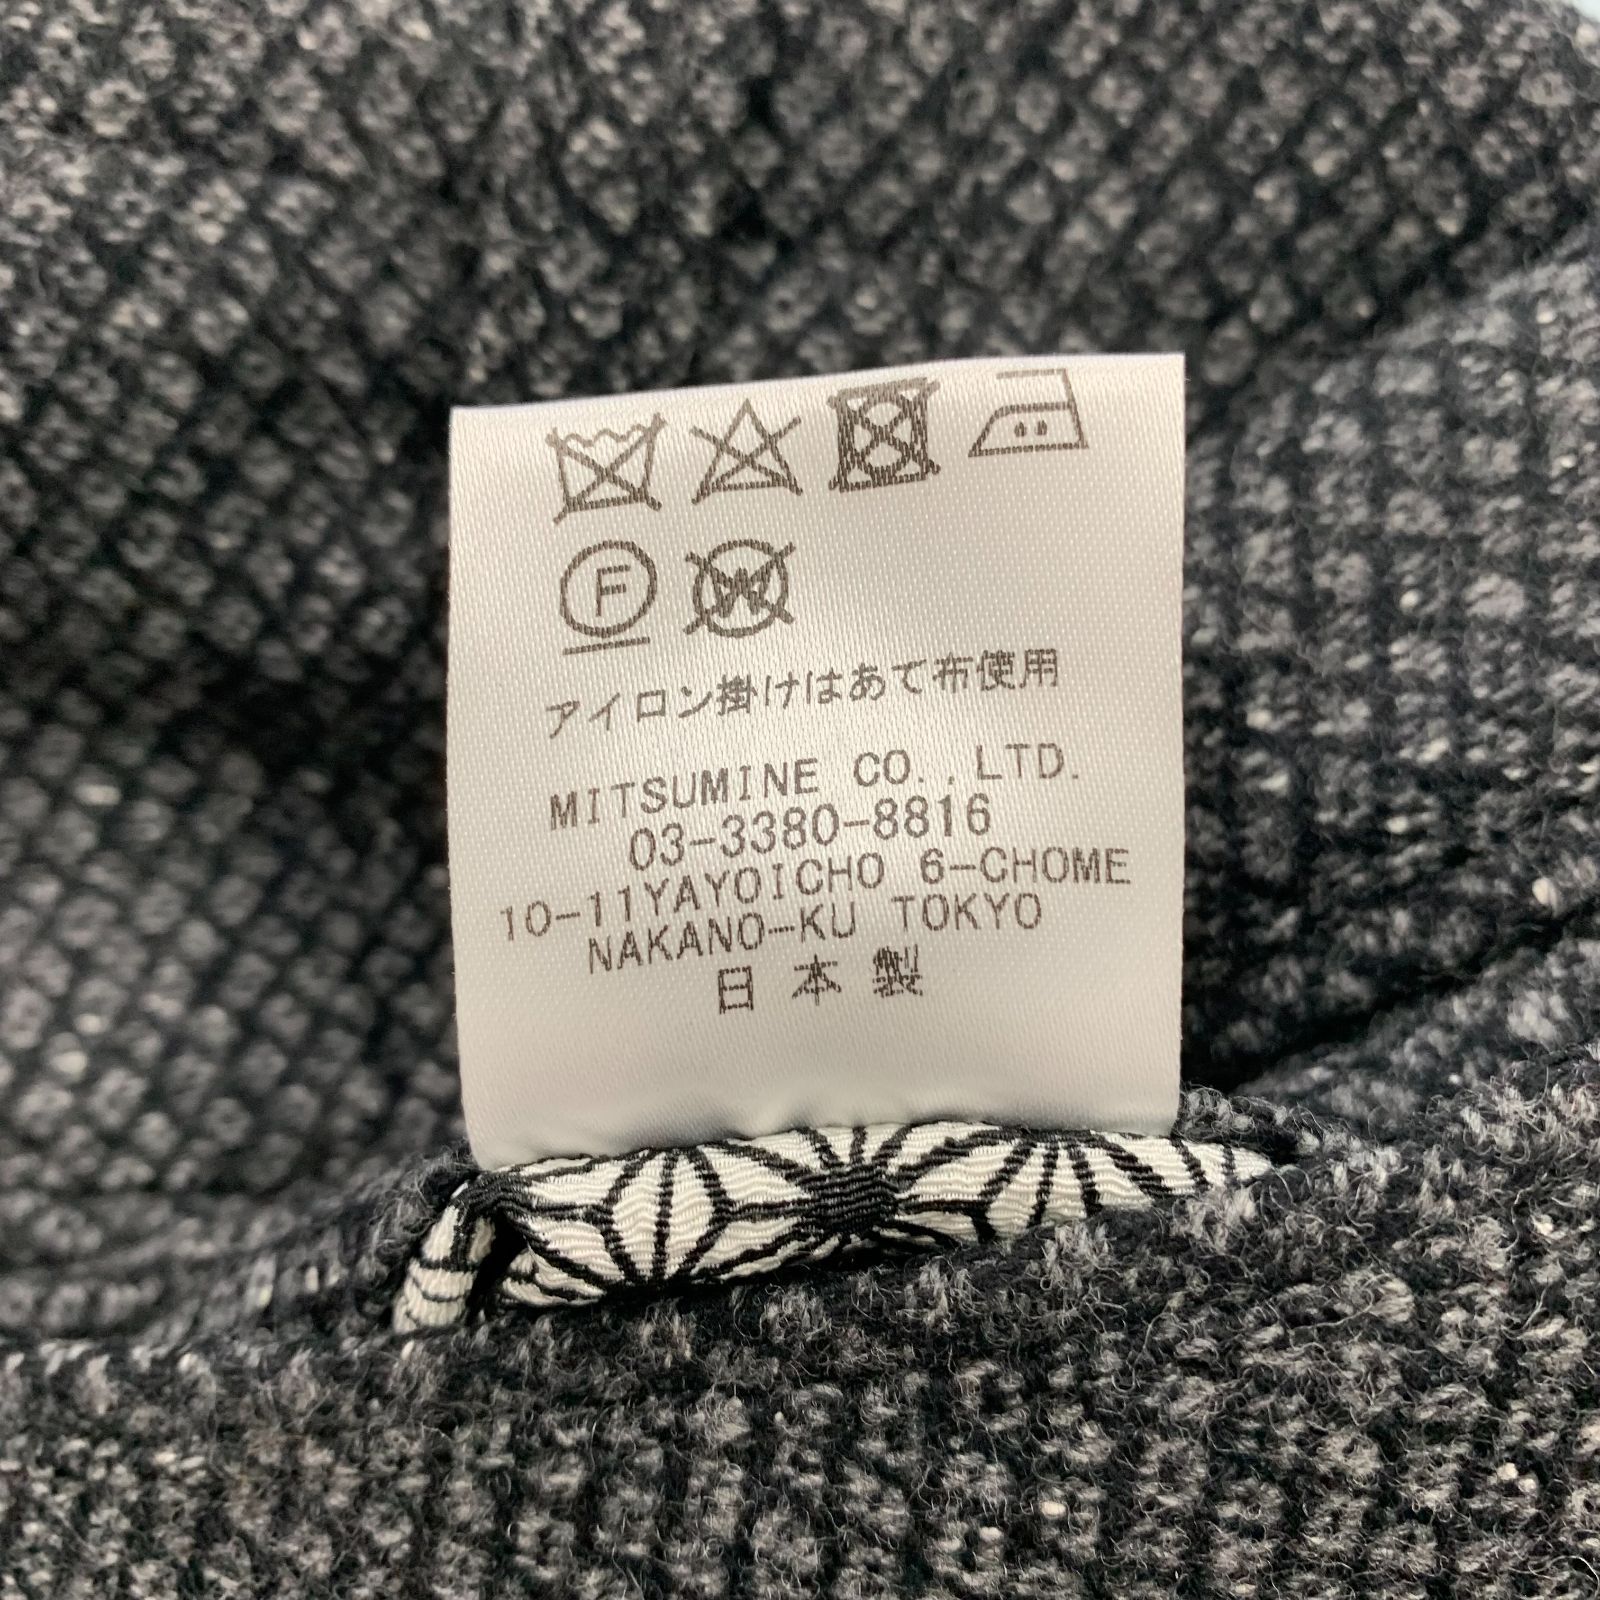 F W
アイロン掛けはあて布使用
MITSUMINE CO.,LTD.
03-3380-8816
10-11YAYOICHO 6-CHOME
NAKANO-KU TOKYO
日本製